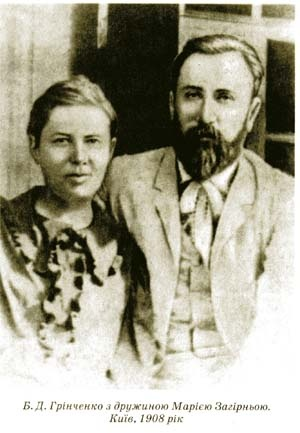 Б. Д. Грінченко з дружиною Марією Загірньою.
Київ, 1908 рік